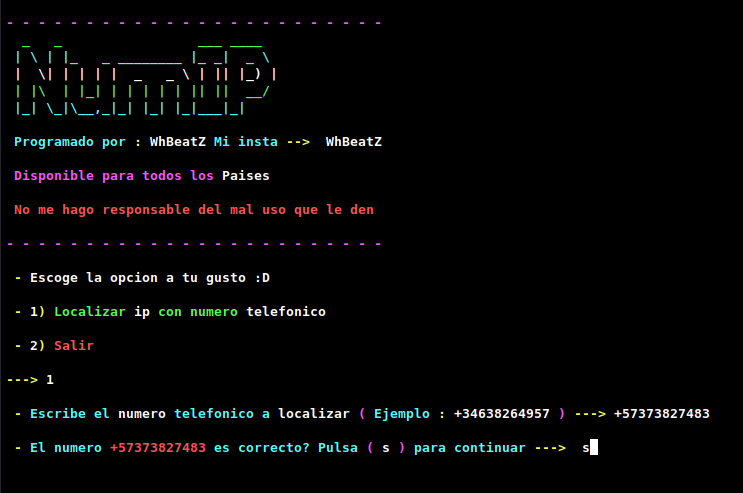 - - - - - - - - - - - - - - - - - - - - - - - -
NumIP
Programado por : WhBeatZ Mi insta --> WhBeatZ
Disponible para todos los Paises
No me hago responsable del mal uso que le den
- - - - - - - - - - - - - - - - - - - - - - - -
- Escoge la opcion a tu gusto :D
- 1) Localizar ip con numero telefonico
- 2) Salir
---> 1
- Escribe el numero telefonico a localizar ( Ejemplo : +34638264957 ) ---> +57373827483
- El numero +57373827483 es correcto? Pulsa ( s ) para continuar ---> s